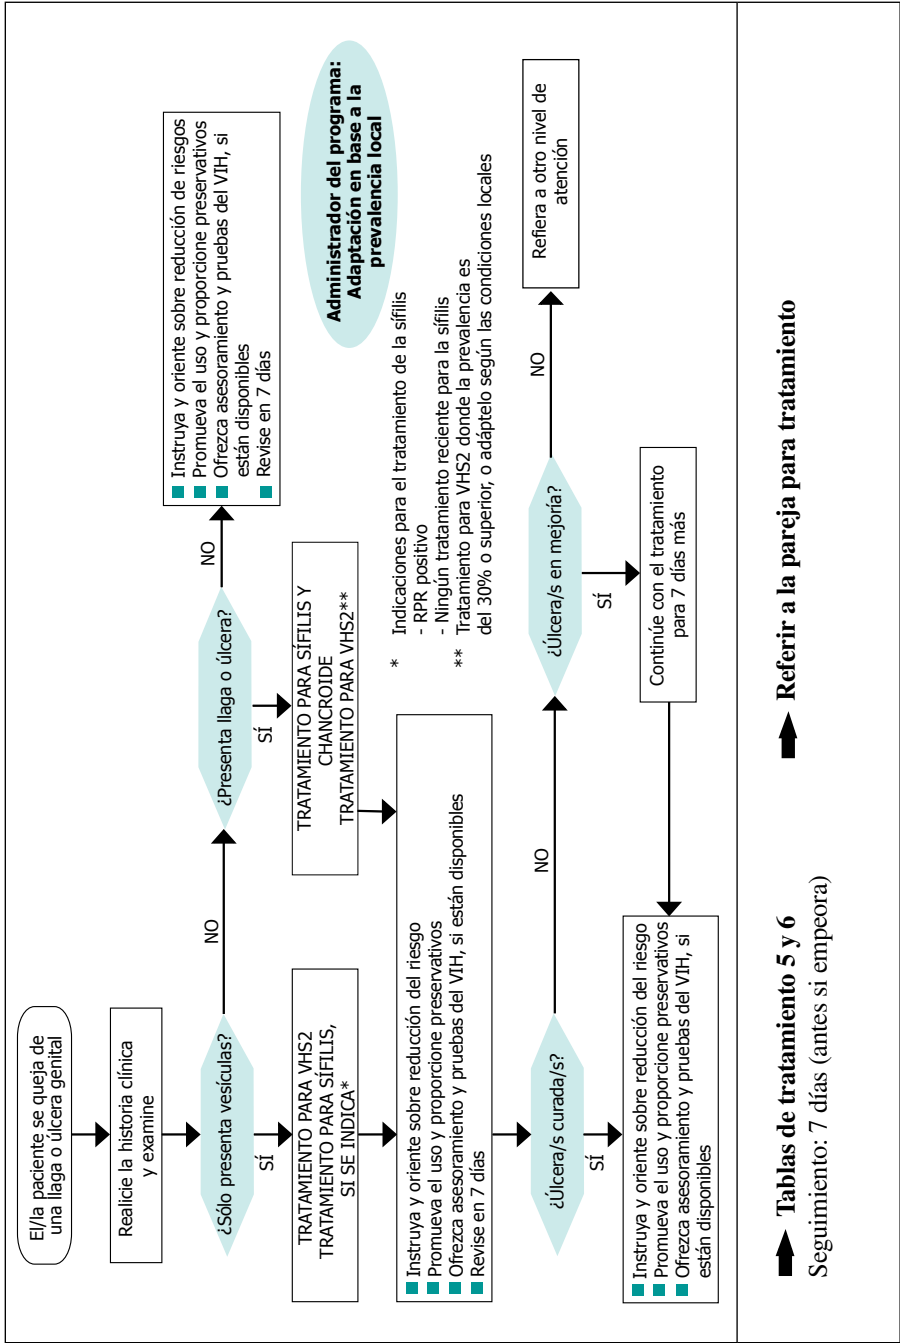 El/la paciente se queja de
una llaga o úlcera genital
Realicie la historia clínica
y examine
¿Sólo presenta vesículas?
NO
¿Presenta llaga o úlcera?
NO
Instruya y oriente sobre reducción de riesgos
Promueva el uso y proporcione preservativos
Ofrezca asesoramiento y pruebas del VIH, si
están disponibles
Revise en 7 días
SÍ
SÍ
TRATAMIENTO PARA VHS2
TRATAMIENTO PARA SÍFILIS,
SI SE INDICA*
TRATAMIENTO PARA SÍFILIS Y
CHANCROIDE
TRATAMIENTO PARA VHS2**
Administrador del programa:
Adaptación en base a la
prevalencia local
* Indicaciones para el tratamiento de la sífilis
- RPR positivo
- Ningún tratamiento reciente para la sífilis
** Tratamiento para VHS2 donde la prevalencia es
del 30% o superior, o adáptelo según las condiciones locales
Instruya y oriente sobre reducción del riesgo
Promueva el uso y proporcione preservativos
Ofrezca asesoramiento y pruebas del VIH, si están disponibles
Revise en 7 días
¿Úlcera/s curada/s?
NO
¿Úlcera/s en mejoría?
NO
Refiera a otro nivel de
atención
SÍ
SÍ
Instruya y oriente sobre reducción del riesgo
Promueva el uso y proporcione preservativos
Ofrezca asesoramiento y pruebas del VIH, si
están disponibles
Continúe con el tratamiento
para 7 días más
Tablas de tratamiento 5 y 6
Seguimiento: 7 días (antes si empeora)
Referir a la pareja para tratamiento